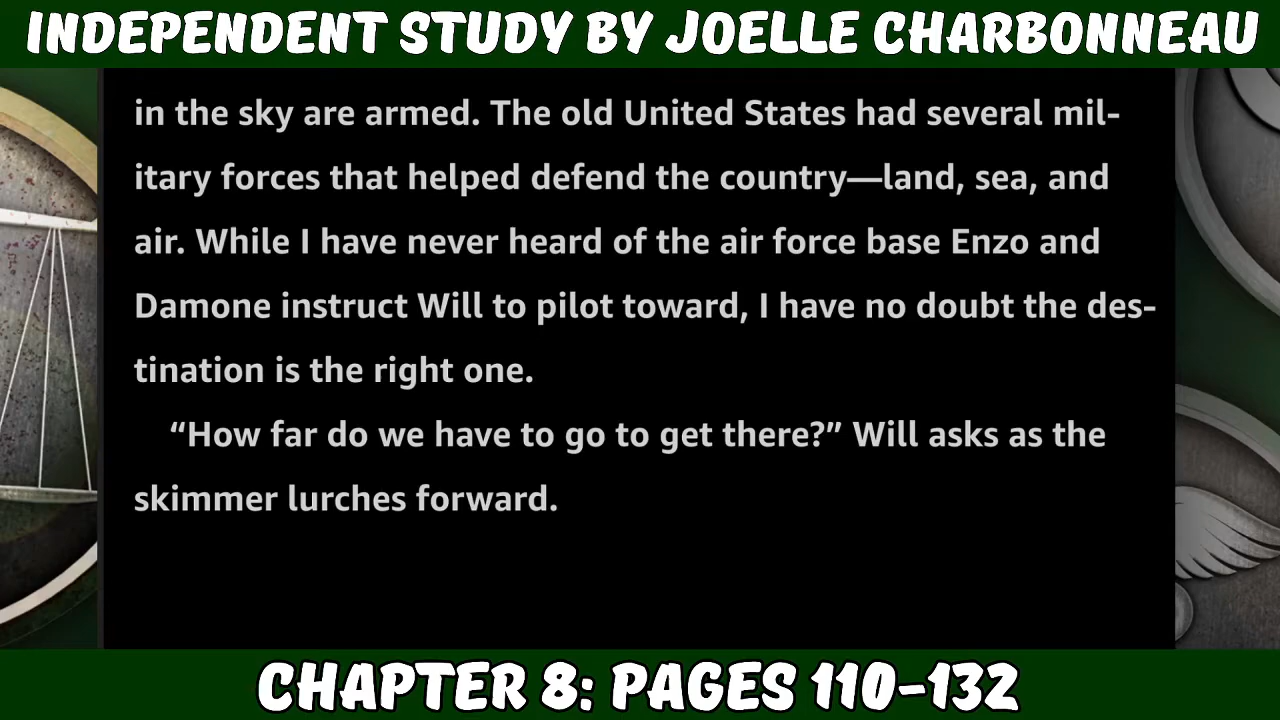 INDEPENDENT STUDY BY JOELLE CHARBONNEAU
in the sky are armed. The old United States had several mil-
itary forces that helped defend the country—land, sea, and
air. While I have never heard of the air force base Enzo and
Damone instruct Will to pilot toward, I have no doubt the des-
tination is the right one.
“How far do we have to go to get there?” Will asks as the
skimmer lurches forward.
CHAPTER 8: PAGES 110-132